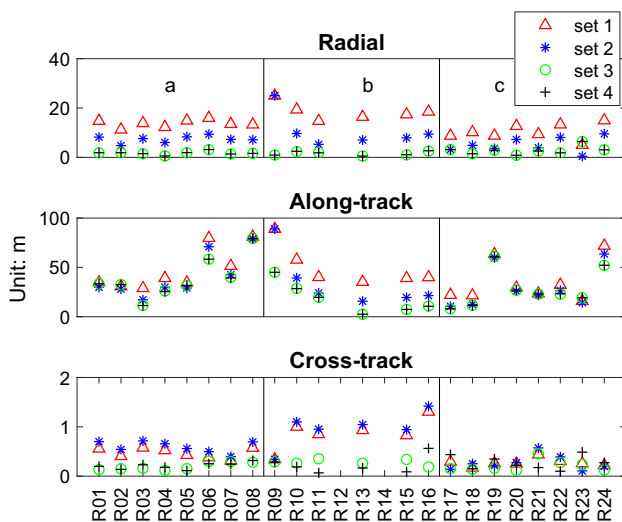 Radial
set 1
set 2
set 3
set 4
a
b
c
40
20
0
Along-track
100
50
0
Unit: m
Cross-track
2
1
0
R01 R02 R03 R04 R05 R06 R07 R08 R09 R10 R11 R12 R13 R14 R15 R16 R17 R18 R19 R20 R21 R22 R23 R24